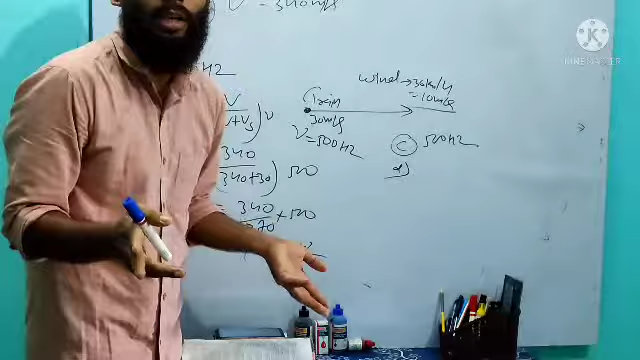 V = 340m/s
HZ
KINEMASTER
wind → 36km/h
= 10m/s
Train
30m/s
V
+Vs ) ν
ν=500HZ
C 500HZ
d)
340
(340+30) 500
= 340
370 × 500